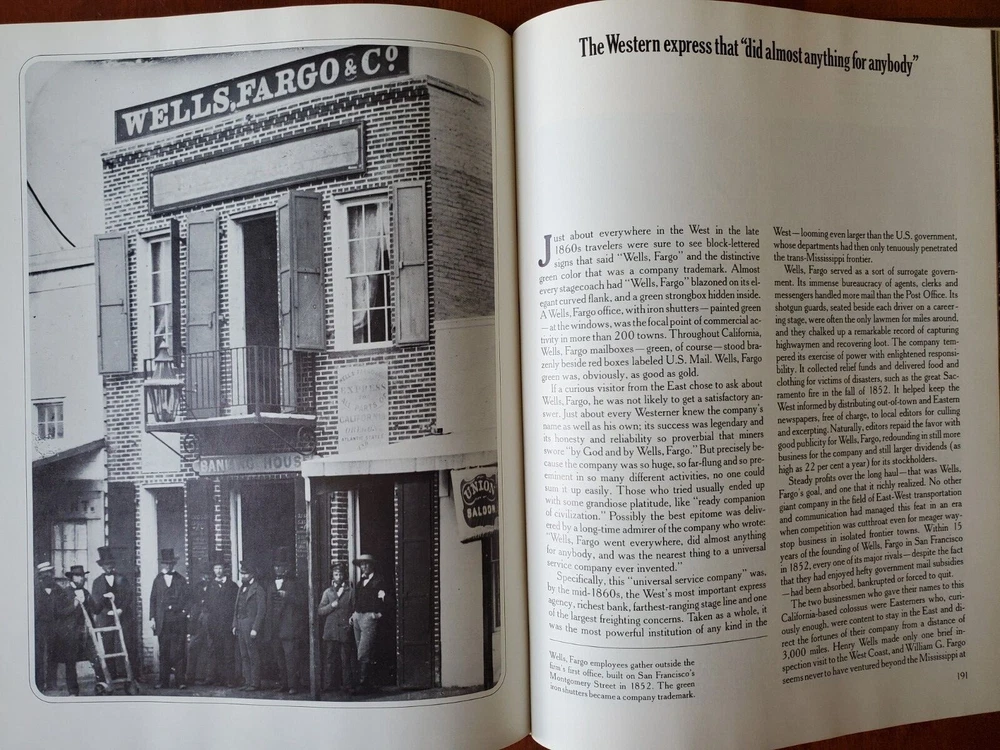 WELLS, FARGO & Cº
EXPRESS
BANKING HOUS
UNION
SALOON
The Western express that “did almost anything for anybody”
Just about everywhere in the West in the late
1860s travelers were sure to see block-lettered
signs that said “Wells, Fargo” and the distinctive
green color that was a company trademark. Almost
every stagecoach had “Wells, Fargo” blazoned on its el-
egant curved flank, and a green strongbox hidden inside.
A Wells, Fargo office, with iron shutters—painted green
—at the windows, was the focal point of commercial ac-
tivity in more than 200 towns. Throughout California,
Wells, Fargo mailboxes—green, of course—stood bra-
zenly beside red boxes labeled U.S. Mail. Wells, Fargo
green was, obviously, as good as gold.
If a curious visitor from the East chose to ask about
Wells, Fargo, he was not likely to get a satisfactory an-
swer. Just about every Westerner knew the company’s
name as well as his own; its success was legendary and
its honesty and reliability so proverbial that miners
swore “by God and by Wells, Fargo.” But precisely be-
cause the company was so huge, so far-flung and so pre-
eminent in so many different activities, no one could
sum it up easily. Those who tried usually ended up
with some grandiose platitude, like “ready companion
of civilization.” Possibly the best epitome was deliv-
ered by a long-time admirer of the company who wrote:
“Wells, Fargo went everywhere, did almost anything
for anybody, and was the nearest thing to a universal
service company ever invented.”
Specifically, this “universal service company” was,
by the mid-1860s, the West’s most important express
agency, richest bank, farthest-ranging stage line and one
of the largest freighting concerns. Taken as a whole, it
was the most powerful institution of any kind in the
Wells, Fargo employees gather outside the
firm’s first office, built on San Francisco’s
Montgomery Street in 1852. The green
iron shutters became a company trademark.
West—looming even larger than the U.S. government,
whose departments had then only tenuously penetrated
the trans-Mississippi frontier.
Wells, Fargo served as a sort of surrogate govern-
ment. Its immense bureaucracy of agents, clerks and
messengers handled more mail than the Post Office. Its
shotgun guards, seated beside each driver on a career-
ing stage, were often the only lawmen for miles around,
and they chalked up a remarkable record of capturing
highwaymen and recovering loot. The company tem-
pered its exercise of power with enlightened responsi-
bility. It collected relief funds and delivered food and
clothing for victims of disasters, such as the great Sac-
ramento fire in the fall of 1852. It helped keep the
West informed by distributing out-of-town and Eastern
newspapers, free of charge, to local editors for culling
and excerpting. Naturally, editors repaid the favor with
good publicity for Wells, Fargo, redounding in still more
business for the company and still larger dividends (as
high as 22 per cent a year) for its stockholders.
Steady profits over the long haul—that was Wells,
Fargo’s goal, and one that it richly realized. No other
giant company in the field of East-West transportation
and communication had managed this feat in an era
when competition was cutthroat even for meager way-
stop business in isolated frontier towns. Within 15
years of the founding of Wells, Fargo in San Francisco
in 1852, every one of its major rivals—despite the fact
that they had enjoyed hefty government mail subsidies
—had been absorbed, bankrupted or forced to quit.
The two businessmen who gave their names to this
California-based colossus were Easterners who, curi-
ously enough, were content to stay in the East and di-
rect the fortunes of their company from a distance of
3,000 miles. Henry Wells made only one brief in-
spection visit to the West Coast, and William G. Fargo
seems never to have ventured beyond the Mississippi at
191